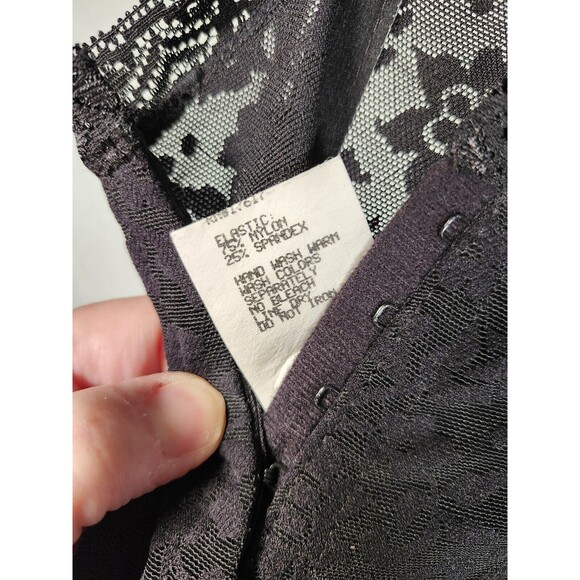 ELASTIC:
75% NYLON
25% SPANDEX
HAND WASH WARM
WASH COLORS
SEPARATELY
NO BLEACH
LINE DRY
DO NOT IRON